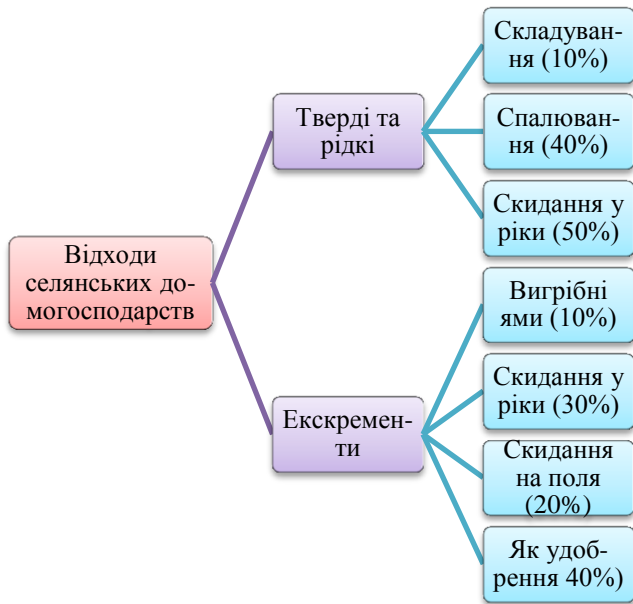 Відходи
селянських до-
могосподарств
Тверді та
рідкі
Складуван-
ня (10%)
Спалюван-
ня (40%)
Скидання у
ріки (50%)
Екскремен-
ти
Вигрібні
ями (10%)
Скидання у
ріки (30%)
Скидання
на поля
(20%)
Як удоб-
рення 40%)